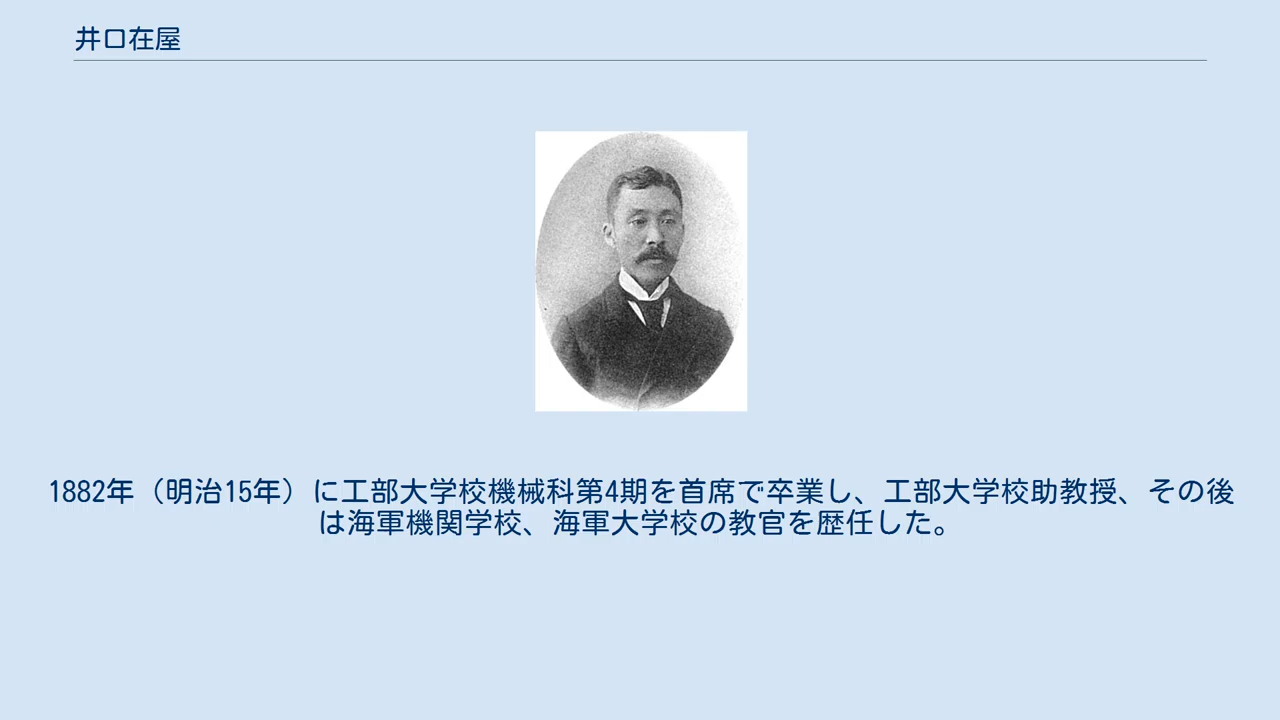 井口在屋
1882年（明治15年）に工部大学校機械科第4期を首席で卒業し、工部大学校助教授、その後
は海軍機関学校、海軍大学校の教官を歴任した。